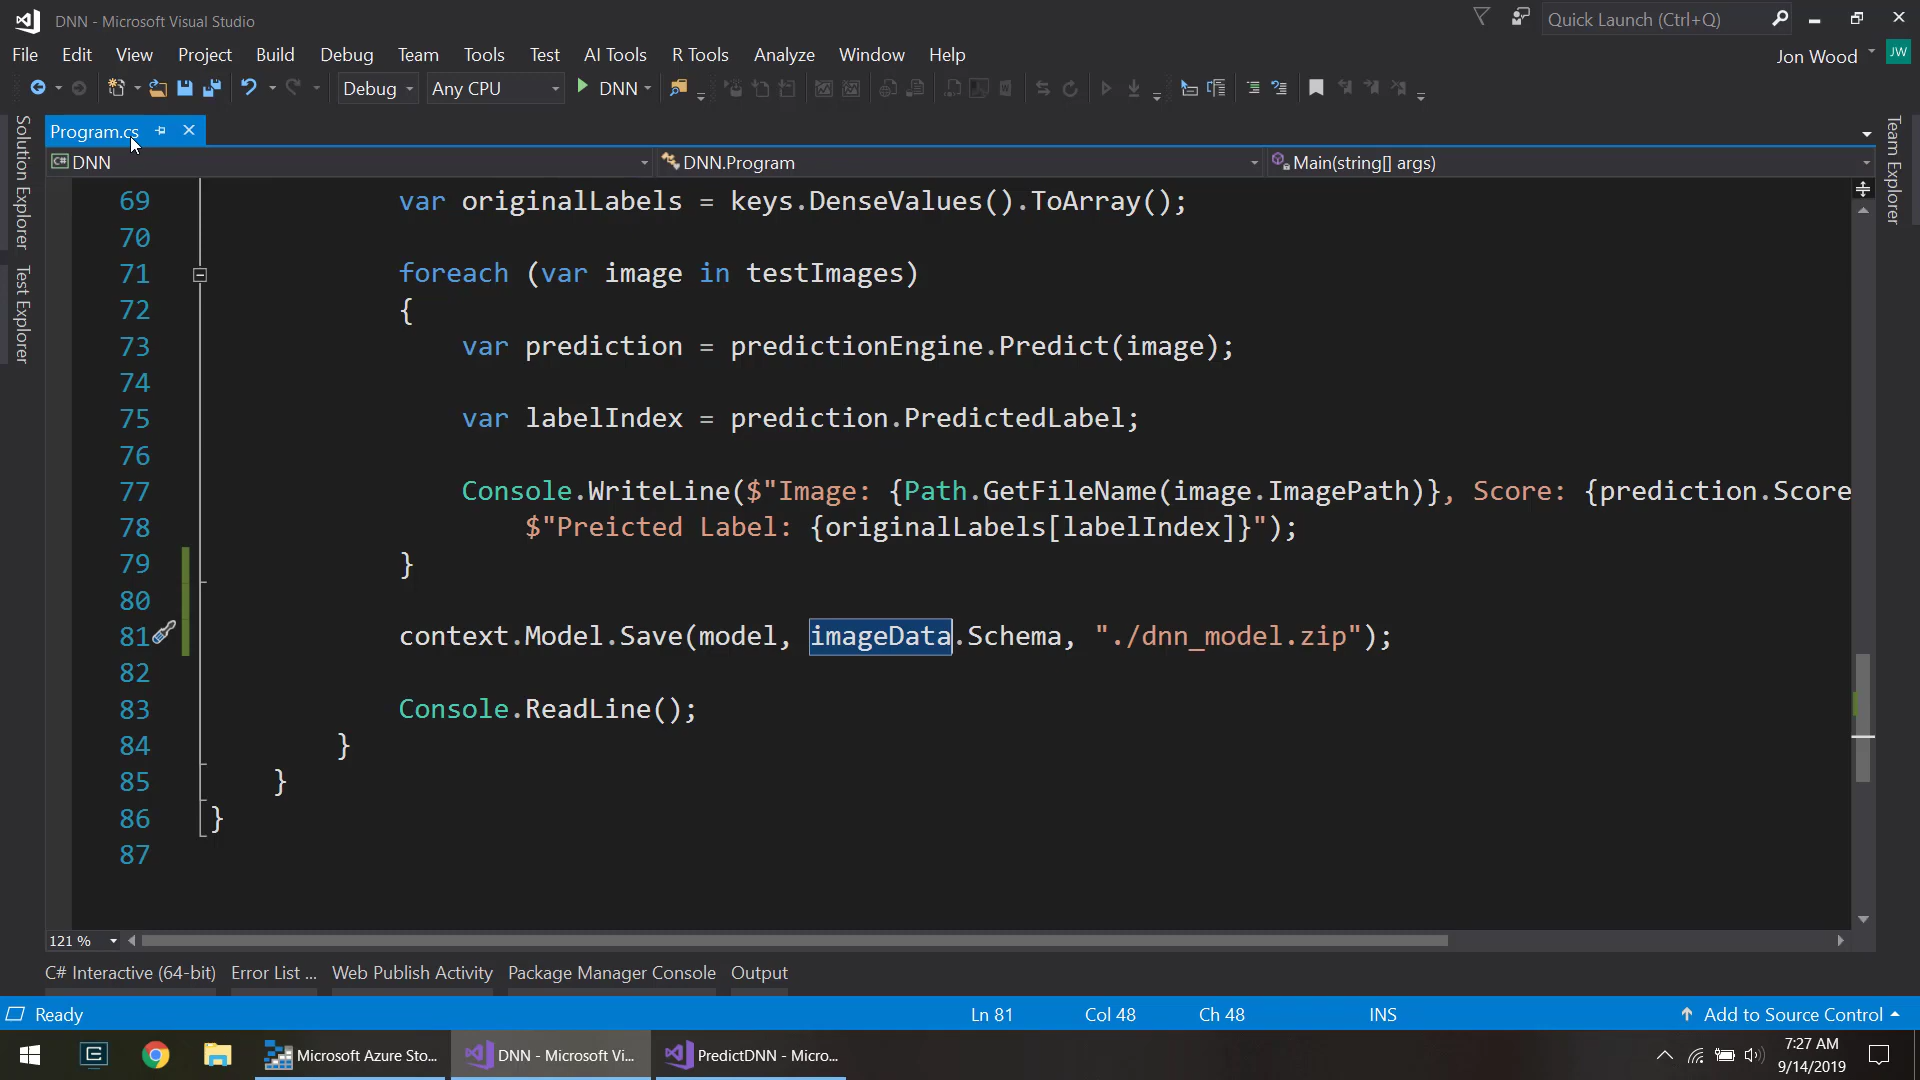 DNN - Microsoft Visual Studio
Quick Launch (Ctrl+Q)
File Edit View Project Build Debug Team Tools Test AI Tools R Tools Analyze Window Help
Jon Wood JW
Debug Any CPU DNN
Solution Explorer
Test Explorer
Team Explorer
Program.cs
C# DNN DNN.Program Main(string[] args)
69 var originalLabels = keys.DenseValues().ToArray();
70
71 foreach (var image in testImages)
72 {
73 var prediction = predictionEngine.Predict(image);
74
75 var labelIndex = prediction.PredictedLabel;
76
77 Console.WriteLine($"Image: {Path.GetFileName(image.ImagePath)}, Score: {prediction.Score
78 $"Preicted Label: {originalLabels[labelIndex]}");
79 }
80
81 context.Model.Save(model, imageData.Schema, "./dnn_model.zip");
82
83 Console.ReadLine();
84 }
85 }
86 }
87
121 %
C# Interactive (64-bit) Error List ... Web Publish Activity Package Manager Console Output
Ready Ln 81 Col 48 Ch 48 INS Add to Source Control
Microsoft Azure Sto... DNN - Microsoft Vi... PredictDNN - Micro...
7:27 AM
9/14/2019